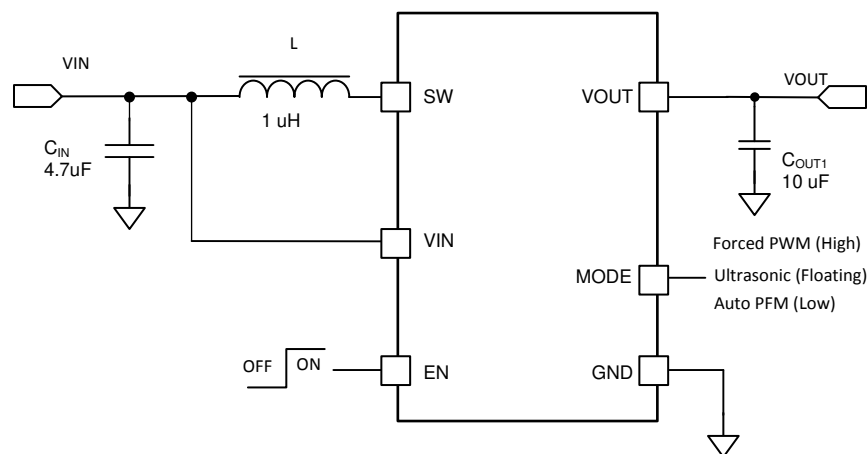 L
VIN
VOUT
SW
VOUT
1 uH
CIN
4.7uF
COUT1
10 uF
VIN
Forced PWM (High)
MODE
Ultrasonic (Floating)
Auto PFM (Low)
OFF
ON
EN
GND